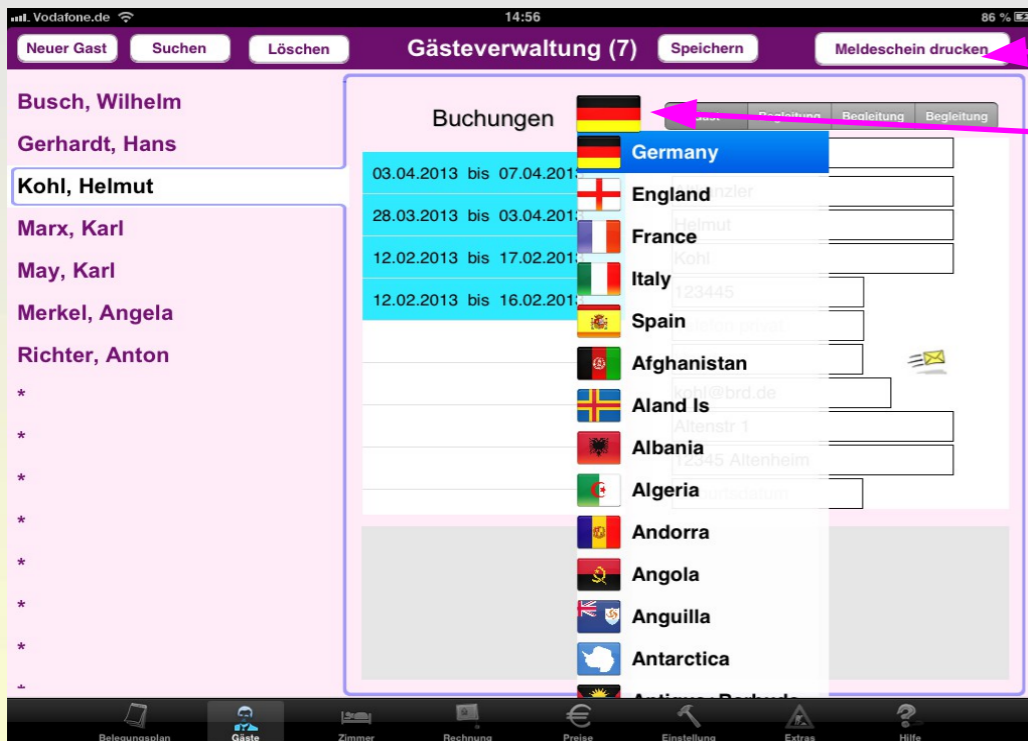 Vodafone.de
14:56
86 %
Neuer Gast
Suchen
Löschen
Gästeverwaltung (7)
Speichern
Meldeschein drucken
Busch, Wilhelm
Gerhardt, Hans
Kohl, Helmut
Marx, Karl
May, Karl
Merkel, Angela
Richter, Anton
*
*
*
*
*
*
*
*
Buchungen
Begleitung
Begleitung
Begleitung
03.04.2013 bis 07.04.201
28.03.2013 bis 03.04.201
12.02.2013 bis 17.02.201
12.02.2013 bis 16.02.2013
Germany
England
France
Italy
Spain
Afghanistan
Aland Is
Albania
Algeria
Andorra
Angola
Anguilla
Antarctica
Helmut
Kohl
123445
kohl@brd.de
Altenstr 1
12345 Altenheim
Belegungsplan
Gäste
Zimmer
Rechnung
Preise
Einstellung
Extras
Hilfe